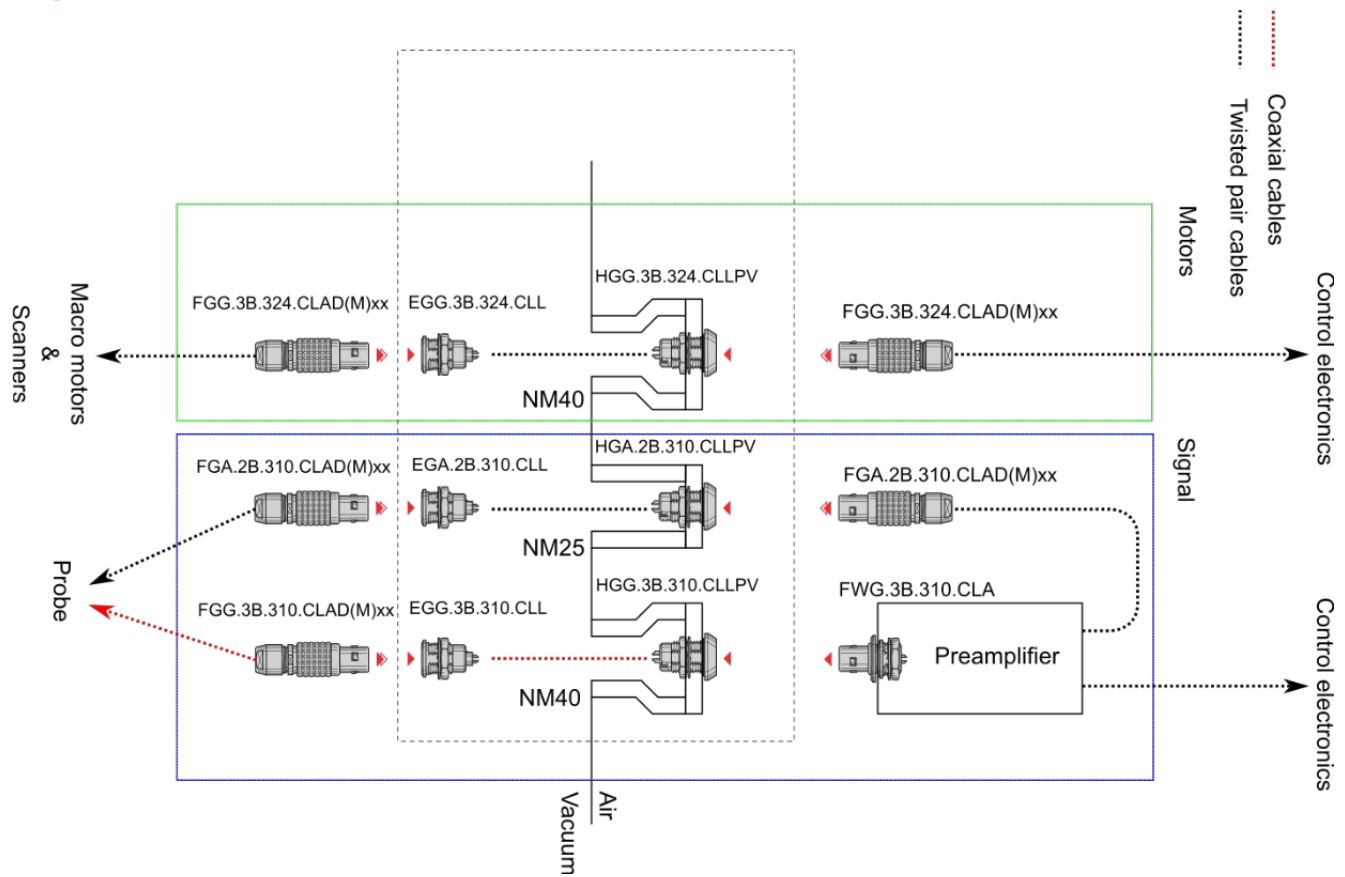 Coaxial cables
Twisted pair cables
Motors
Control electronics
HGG.3B.324.CLLPV
FGG.3B.324.CLAD(M)xx
EGG.3B.324.CLL
FGG.3B.324.CLAD(M)xx
Macro motors
&
Scanners
NM40
Signal
HGA.2B.310.CLLPV
FGA.2B.310.CLAD(M)xx
EGA.2B.310.CLL
FGA.2B.310.CLAD(M)xx
NM25
Probe
HGG.3B.310.CLLPV
FWG.3B.310.CLA
FGG.3B.310.CLAD(M)xx
EGG.3B.310.CLL
Preamplifier
Control electronics
NM40
Air
Vacuum